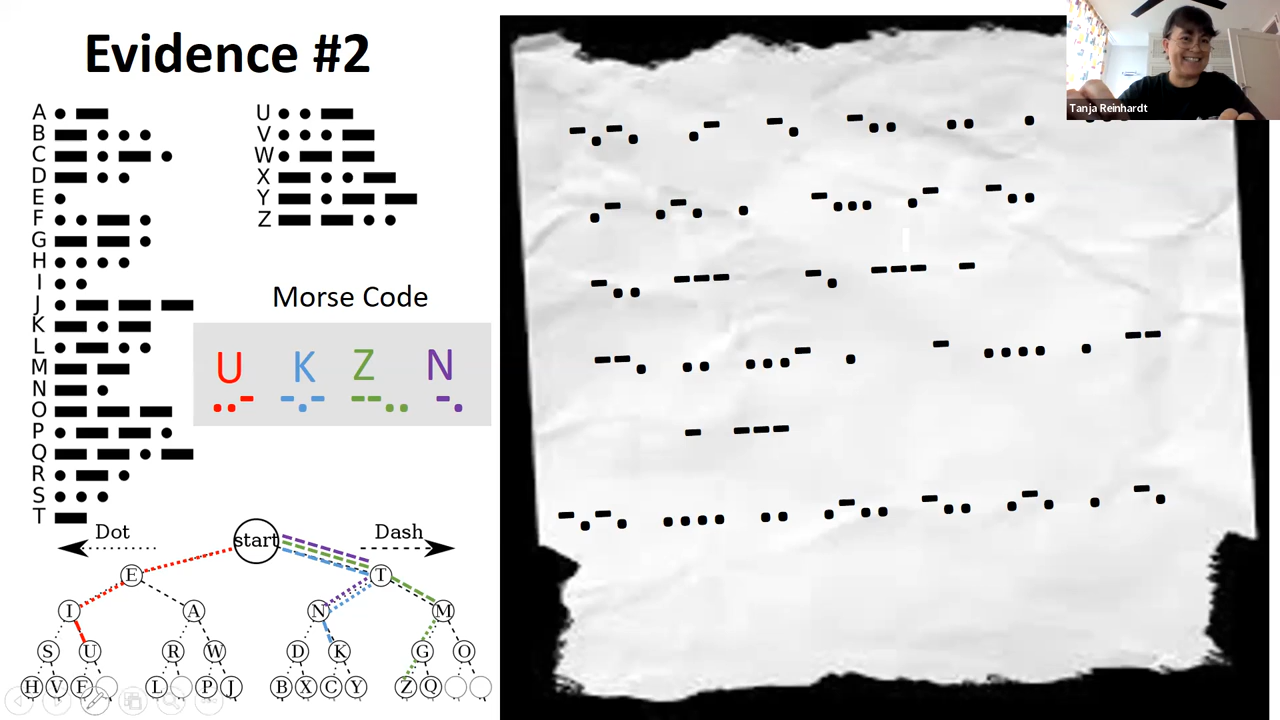 Evidence #2
A .-
B -...
C -.-.
D -..
E .
F ..-.
G --.
H ....
I ..
J .---
K -.-
L .-..
M --
N -.
O ---
P .--.
Q --.-
R .-.
S ...
T -
U ..-
V ...-
W .--
X -..-
Y -.--
Z --..
Morse Code
U K Z N
..- -.- --.. -.
Dot start Dash
E T
I A N M
S U R W D K G O
H V F L P J B X C Y Z Q
-.-. .- -. -.. .. .
.- .-. . -... .- -..
-.. --- -. --- -
--. .. ...- . - .... . --
- ---
-.-. .... .. .-.. -.. .-. . -.
Tanja Reinhardt